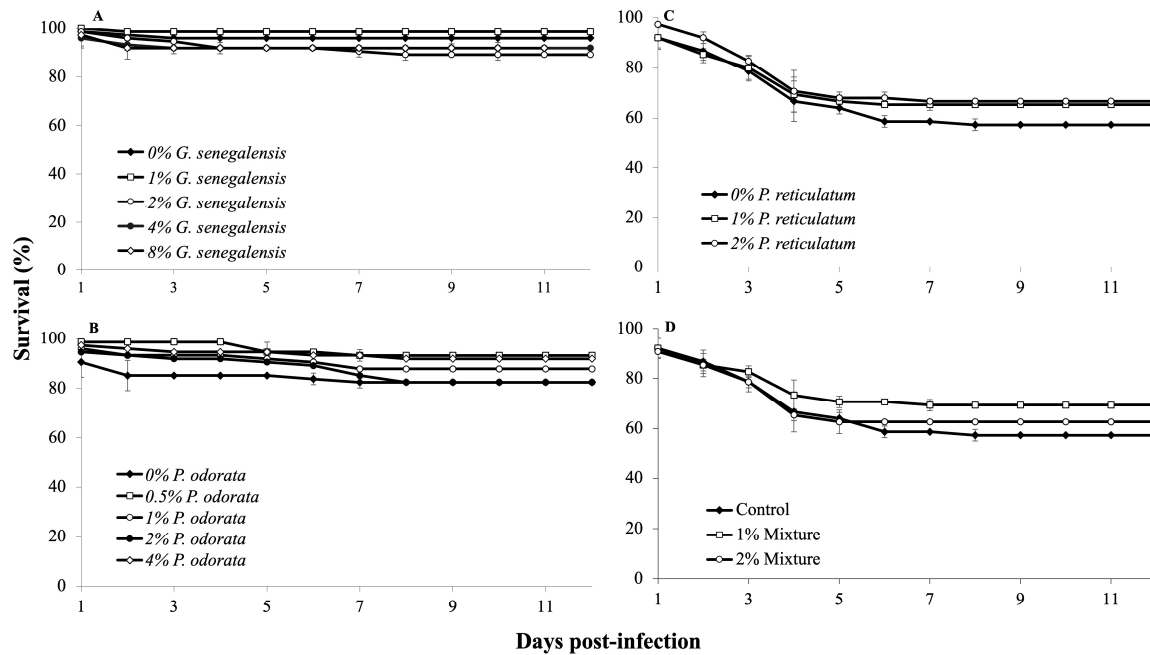 Survival (%)
A
100
80
60
40
20
0
0% G. senegalensis
1% G. senegalensis
2% G. senegalensis
4% G. senegalensis
8% G. senegalensis
1 3 5 7 9 11
B
100
80
60
40
20
0
0% P. odorata
0.5% P. odorata
1% P. odorata
2% P. odorata
4% P. odorata
1 3 5 7 9 11
C
100
80
60
40
20
0
0% P. reticulatum
1% P. reticulatum
2% P. reticulatum
1 3 5 7 9 11
D
100
80
60
40
20
0
Control
1% Mixture
2% Mixture
1 3 5 7 9 11
Days post-infection